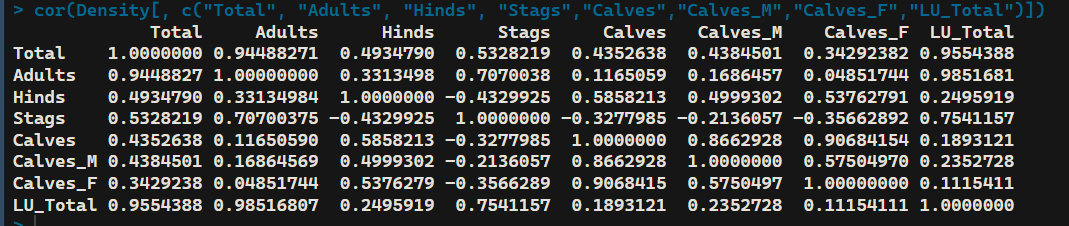 > cor(Density[, c("Total", "Adults", "Hinds", "Stags","Calves","Calves_M","Calves_F","LU_Total")])
Total Adults Hinds Stags Calves Calves_M Calves_F LU_Total
Total 1.0000000 0.94488271 0.4934790 0.5328219 0.4352638 0.4384501 0.34292382 0.9554388
Adults 0.9448827 1.00000000 0.3313498 0.7070038 0.1165059 0.1686457 0.04851744 0.9851681
Hinds 0.4934790 0.33134984 1.0000000 -0.4329925 0.5858213 0.4999302 0.53762791 0.2495919
Stags 0.5328219 0.70700375 -0.4329925 1.0000000 -0.3277985 -0.2136057 -0.35662892 0.7541157
Calves 0.4352638 0.11650590 0.5858213 -0.3277985 1.0000000 0.8662928 0.90684154 0.1893121
Calves_M 0.4384501 0.16864569 0.4999302 -0.2136057 0.8662928 1.0000000 0.57504970 0.2352728
Calves_F 0.3429238 0.04851744 0.5376279 -0.3566289 0.9068415 0.5750497 1.00000000 0.1115411
LU_Total 0.9554388 0.98516807 0.2495919 0.7541157 0.1893121 0.2352728 0.11154111 1.0000000
>